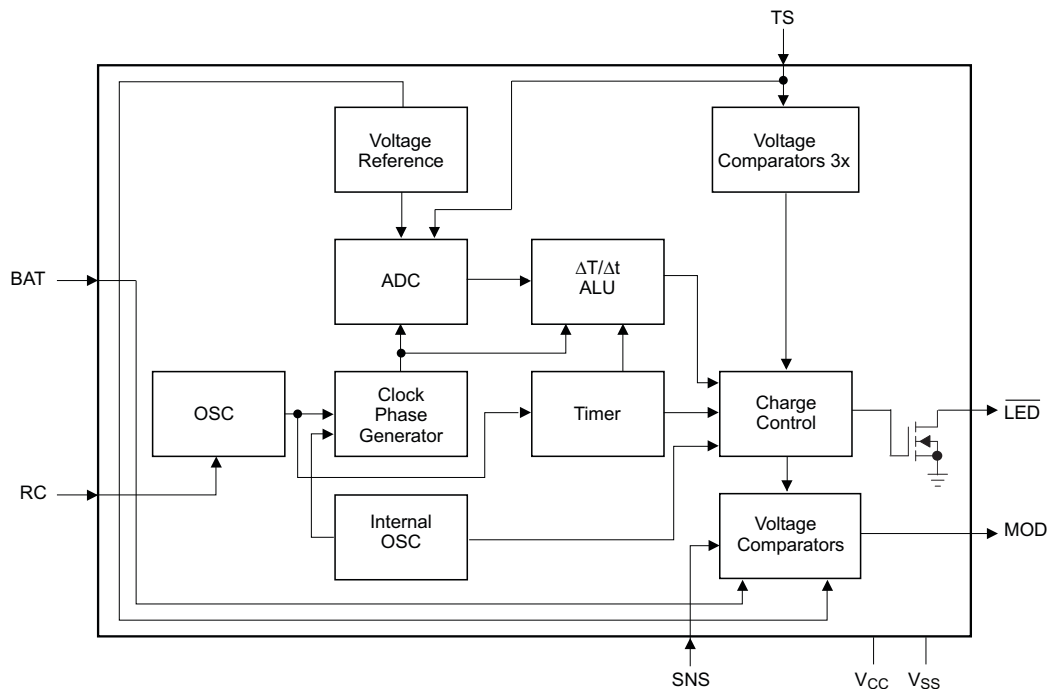 TS
Voltage
Reference
Voltage
Comparators 3x
BAT
ADC
ΔT/Δt
ALU
OSC
Clock
Phase
Generator
Timer
Charge
Control
LED
RC
Internal
OSC
Voltage
Comparators
MOD
SNS
VCC
VSS